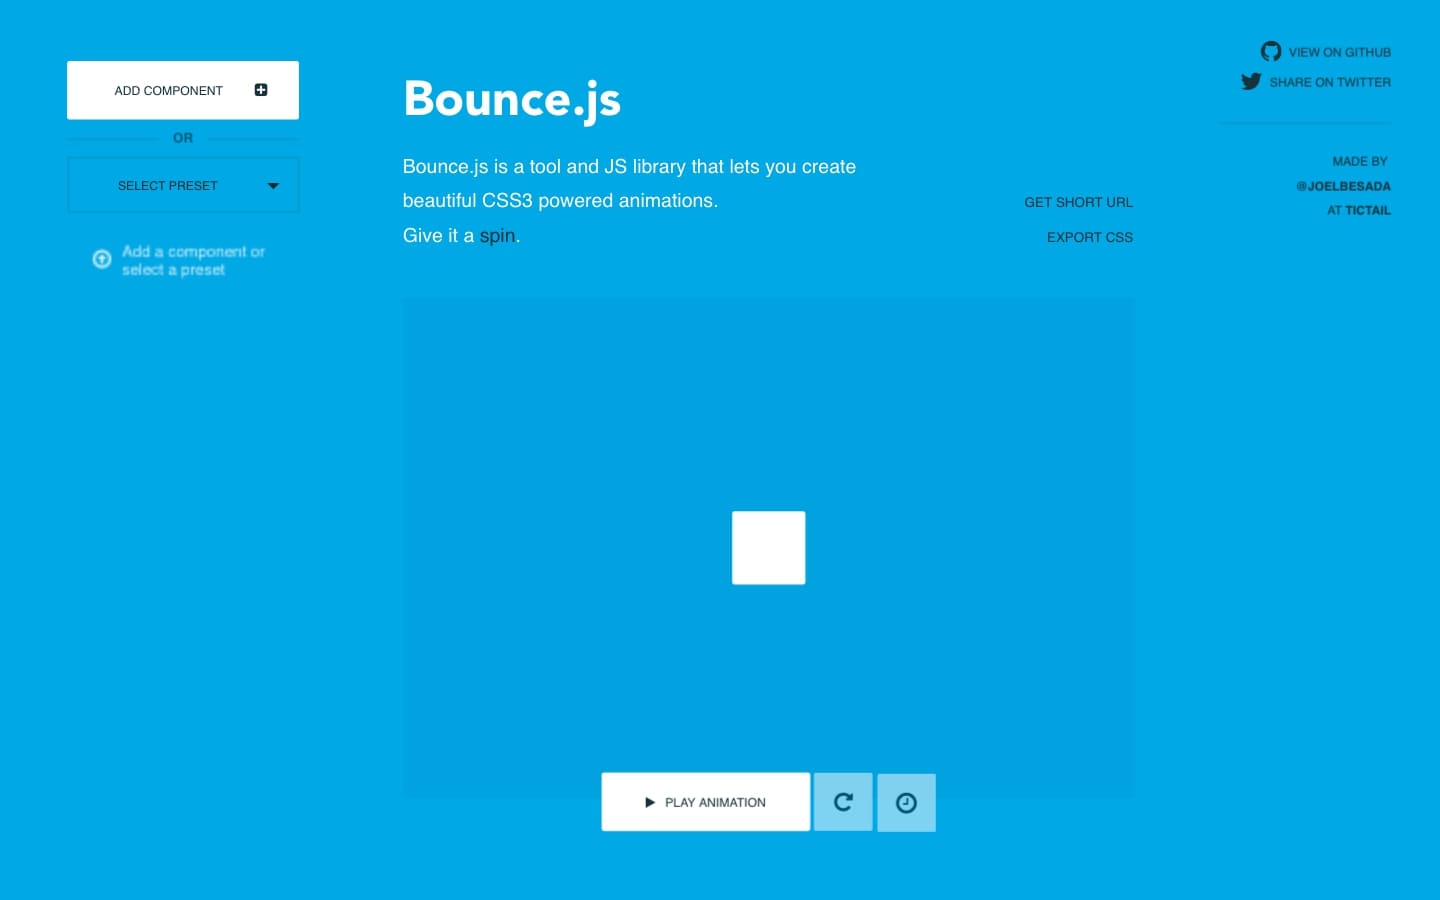 ADD COMPONENT
OR
SELECT PRESET
Add a component or
select a preset
Bounce.js
Bounce.js is a tool and JS library that lets you create
beautiful CSS3 powered animations.
Give it a spin.
GET SHORT URL
EXPORT CSS
VIEW ON GITHUB
SHARE ON TWITTER
MADE BY
@JOELBESADA
AT TICTAIL
PLAY ANIMATION